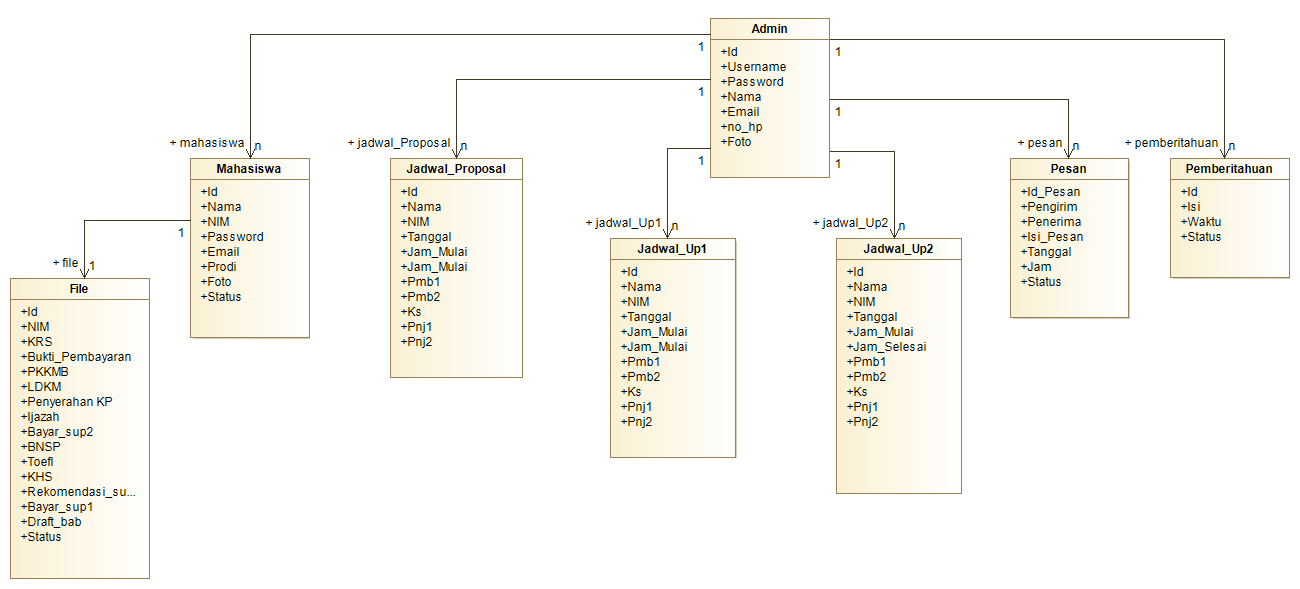 Admin
+Id
+Username
+Password
+Nama
+Email
+no_hp
+Foto
1
1
1
1
1
1
+ mahasiswa
n
Mahasiswa
+Id
+Nama
+NIM
+Password
+Email
+Prodi
+Foto
+Status
1
+ file
1
File
+Id
+NIM
+KRS
+Bukti_Pembayaran
+PKKMB
+LDKM
+Penyerahan KP
+Ijazah
+Bayar_sup2
+BNSP
+Toefl
+KHS
+Rekomendasi_su...
+Bayar_sup1
+Draft_bab
+Status
+ jadwal_Proposal
n
Jadwal_Proposal
+Id
+Nama
+NIM
+Tanggal
+Jam_Mulai
+Jam_Mulai
+Pmb1
+Pmb2
+Ks
+Pnj1
+Pnj2
+ jadwal_Up1
n
Jadwal_Up1
+Id
+Nama
+NIM
+Tanggal
+Jam_Mulai
+Jam_Mulai
+Pmb1
+Pmb2
+Ks
+Pnj1
+Pnj2
+ jadwal_Up2
n
Jadwal_Up2
+Id
+Nama
+NIM
+Tanggal
+Jam_Mulai
+Jam_Selesai
+Pmb1
+Pmb2
+Ks
+Pnj1
+Pnj2
+ pesan
n
Pesan
+Id_Pesan
+Pengirim
+Penerima
+Isi_Pesan
+Tanggal
+Jam
+Status
+ pemberitahuan
n
Pemberitahuan
+Id
+Isi
+Waktu
+Status